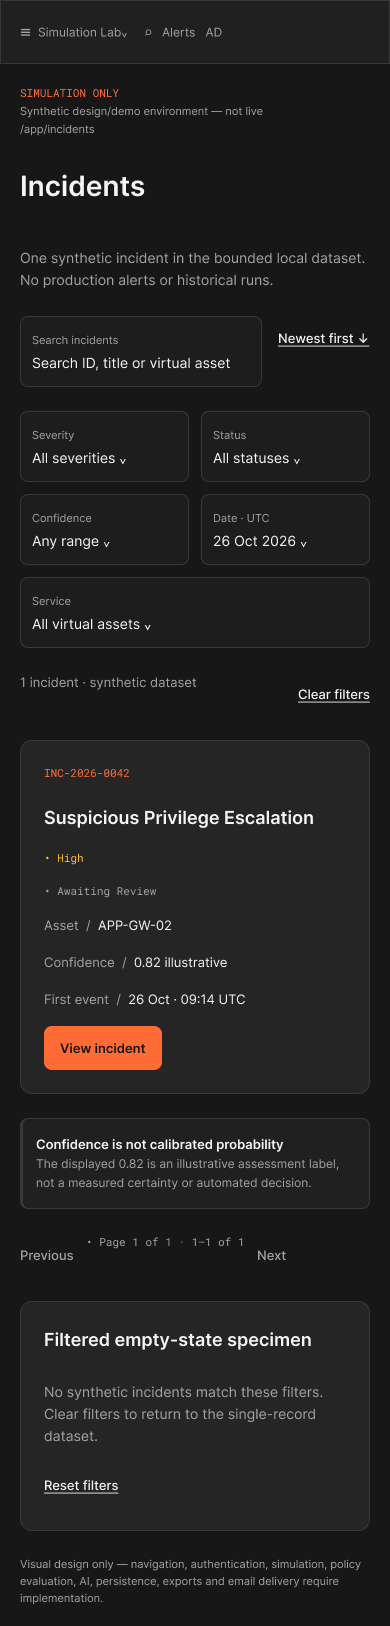 Simulation Lab Alerts AD
SIMULATION ONLY
Synthetic design/demo environment — not live
/app/incidents
Incidents
One synthetic incident in the bounded local dataset.
No production alerts or historical runs.
Search incidents
Search ID, title or virtual asset
Newest first ↓
Severity
All severities
Status
All statuses
Confidence
Any range
Date · UTC
26 Oct 2026
Service
All virtual assets
1 incident · synthetic dataset
Clear filters
INC-2026-0042
Suspicious Privilege Escalation
• High
• Awaiting Review
Asset / APP-GW-02
Confidence / 0.82 illustrative
First event / 26 Oct · 09:14 UTC
View incident
Confidence is not calibrated probability
The displayed 0.82 is an illustrative assessment label,
not a measured certainty or automated decision.
Previous • Page 1 of 1 · 1–1 of 1 Next
Filtered empty-state specimen
No synthetic incidents match these filters.
Clear filters to return to the single-record
dataset.
Reset filters
Visual design only — navigation, authentication, simulation, policy
evaluation, AI, persistence, exports and email delivery require
implementation.